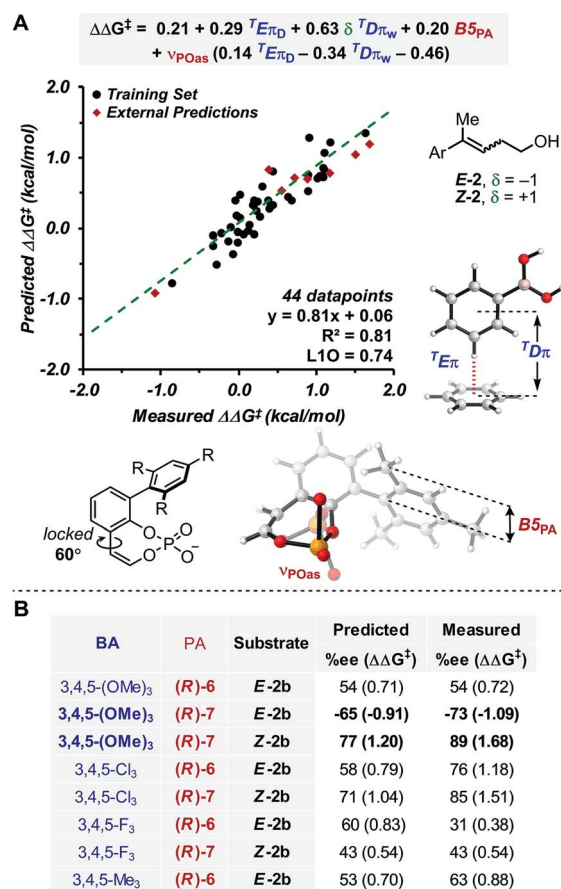 A
ΔΔG‡ = 0.21 + 0.29 ᵀEπ_D + 0.63 δ ᵀDπ_w + 0.20 B5_PA
+ ν_POas (0.14 ᵀEπ_D − 0.34 ᵀDπ_w − 0.46)
Training Set
External Predictions
2.0
1.0
0.0
-1.0
-2.0
Predicted ΔΔG‡ (kcal/mol)
44 datapoints
y = 0.81x + 0.06
R² = 0.81
L1O = 0.74
-2.0 -1.0 0.0 1.0 2.0
Measured ΔΔG‡ (kcal/mol)
Me
Ar
OH
E-2, δ = −1
Z-2, δ = +1
ᵀEπ
ᵀDπ
R
R
R
O
O
P
O
O⁻
locked
60°
ν_POas
B5_PA
B
BA PA Substrate Predicted Measured
%ee (ΔΔG‡) %ee (ΔΔG‡)
3,4,5-(OMe)₃ (R)-6 E-2b 54 (0.71) 54 (0.72)
3,4,5-(OMe)₃ (R)-7 E-2b -65 (-0.91) -73 (-1.09)
3,4,5-(OMe)₃ (R)-7 Z-2b 77 (1.20) 89 (1.68)
3,4,5-Cl₃ (R)-6 E-2b 58 (0.79) 76 (1.18)
3,4,5-Cl₃ (R)-7 Z-2b 71 (1.04) 85 (1.51)
3,4,5-F₃ (R)-6 E-2b 60 (0.83) 31 (0.38)
3,4,5-F₃ (R)-7 Z-2b 43 (0.54) 43 (0.54)
3,4,5-Me₃ (R)-6 E-2b 53 (0.70) 63 (0.88)